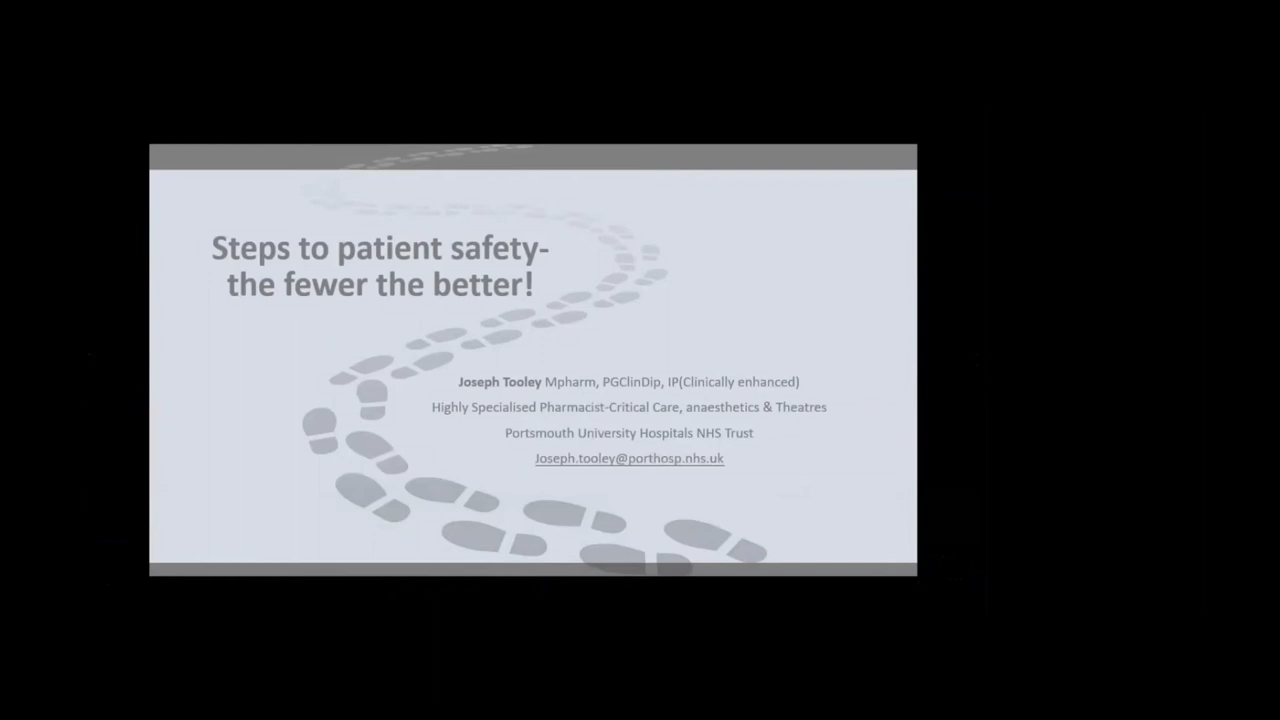 Steps to patient safety-
the fewer the better!
Joseph Tooley Mpharm, PGClinDip, IP(Clinically enhanced)
Highly Specialised Pharmacist-Critical Care, anaesthetics & Theatres
Portsmouth University Hospitals NHS Trust
Joseph.tooley@porthosp.nhs.uk